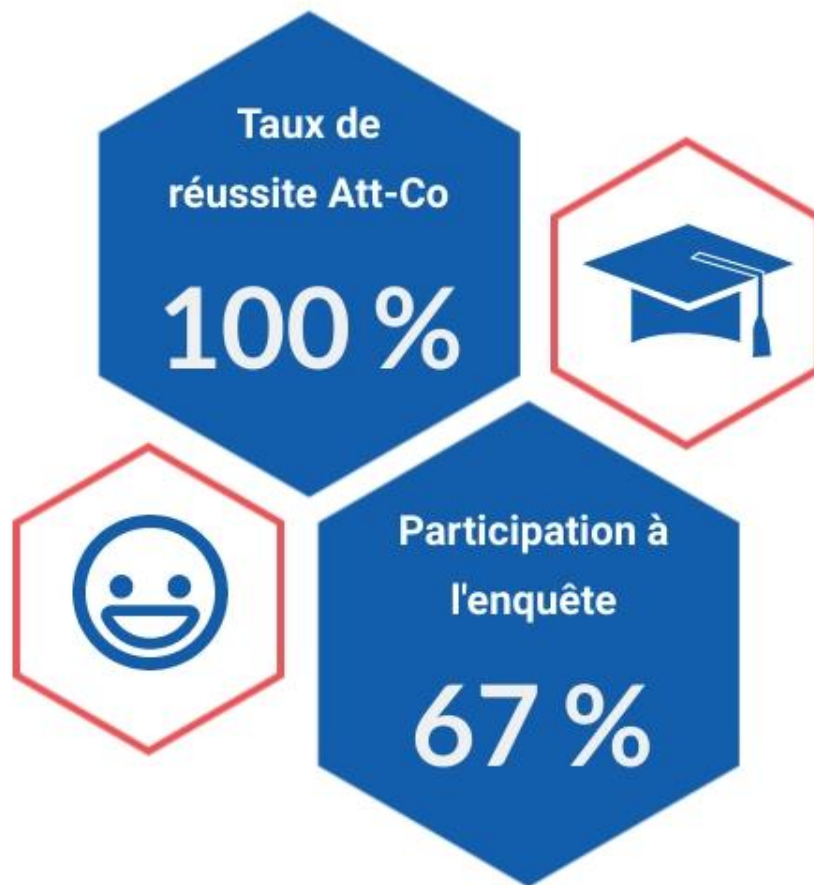 Taux de
réussite Att-Co
100 %
Participation à
l'enquête
67 %